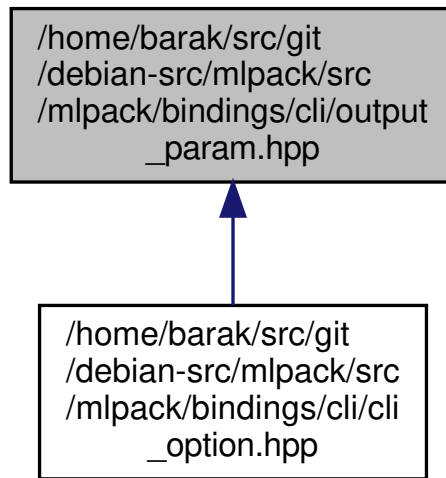 /home/barak/src/git
/debian-src/mlpack/src
/mlpack/bindings/cli/output
_param.hpp
/home/barak/src/git
/debian-src/mlpack/src
/mlpack/bindings/cli/cli
_option.hpp